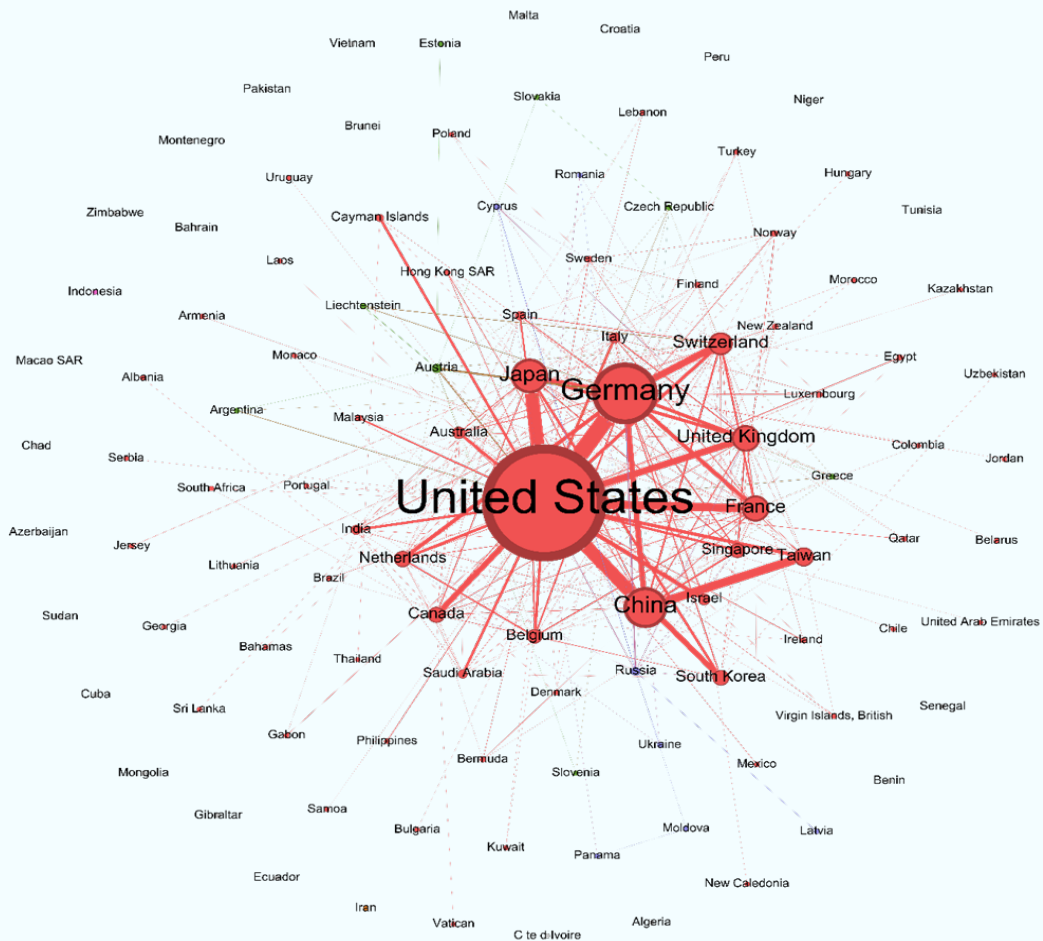 Malta
Croatia
Vietnam
Estonia
Peru
Pakistan
Slovakia
Niger
Lebanon
Brunei
Poland
Montenegro
Turkey
Uruguay
Romania
Hungary
Zimbabwe
Cayman Islands
Cyprus
Czech Republic
Tunisia
Bahrain
Norway
Laos
Hong Kong SAR
Sweden
Finland
Morocco
Indonesia
Kazakhstan
Armenia
Liechtenstein
Spain
New Zealand
Italy
Switzerland
Macao SAR
Monaco
Egypt
Albania
Austria
Japan
Germany
Uzbekistan
Luxembourg
Argentina
Malaysia
Australia
United Kingdom
Chad
Colombia
Serbia
Jordan
Greece
South Africa
Portugal
United States
France
Azerbaijan
India
Jersey
Singapore
Taiwan
Qatar
Belarus
Lithuania
Netherlands
Brazil
Israel
Sudan
Georgia
Canada
China
Chile
United Arab Emirates
Bahamas
Belgium
Ireland
Thailand
Saudi Arabia
Russia
South Korea
Cuba
Sri Lanka
Denmark
Virgin Islands, British
Senegal
Gabon
Philippines
Ukraine
Bermuda
Mexico
Mongolia
Slovenia
Benin
Gibraltar
Samoa
Bulgaria
Moldova
Latvia
Kuwait
Panama
Ecuador
New Caledonia
Iran
Vatican
Algeria
C te d›Ivoire